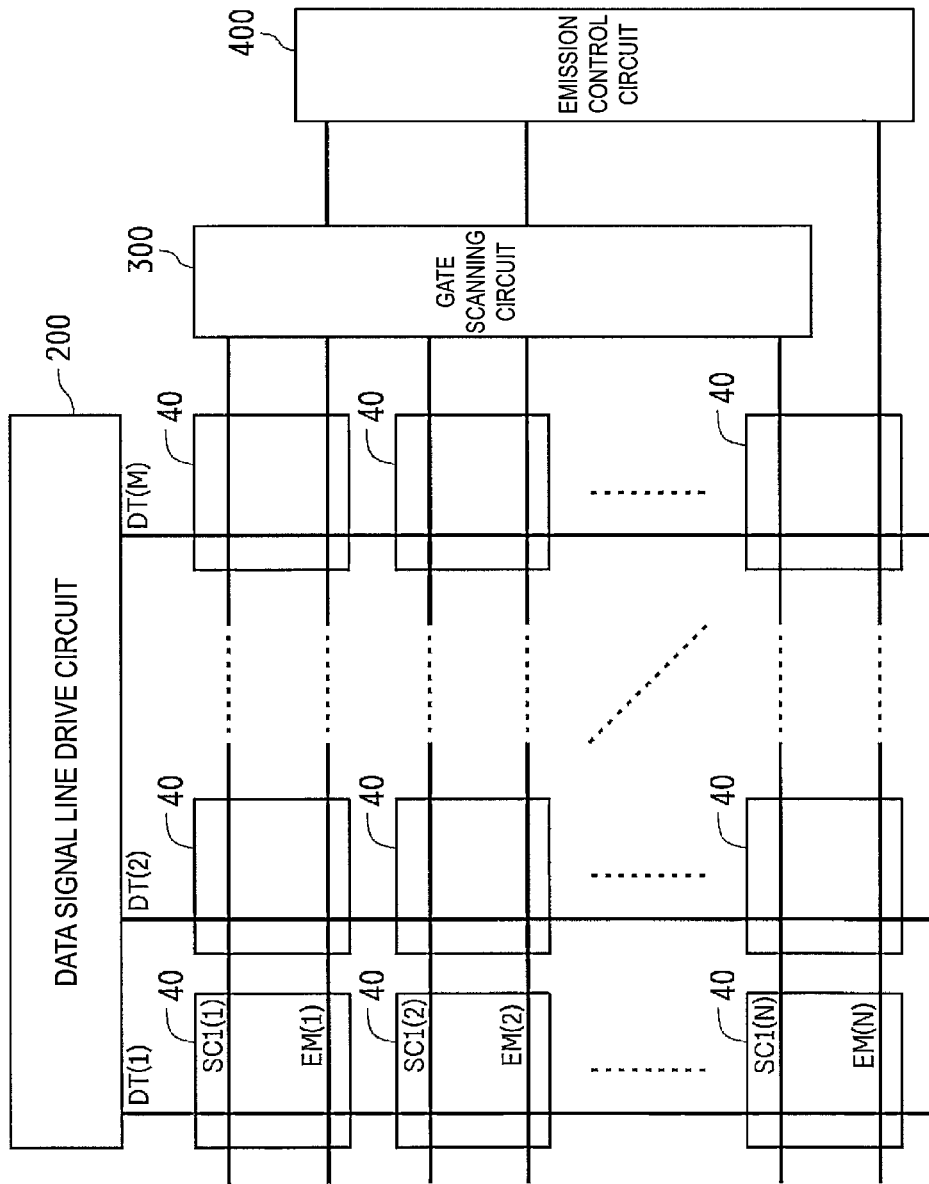 DATA SIGNAL LINE DRIVE CIRCUIT
200
DT(1)
DT(2)
DT(M)
300
400
GATE
SCANNING
CIRCUIT
EMISSION
CONTROL
CIRCUIT
40
SC1(1)
EM(1)
40
40
40
SC1(2)
EM(2)
40
40
40
SC1(N)
EM(N)
40
40